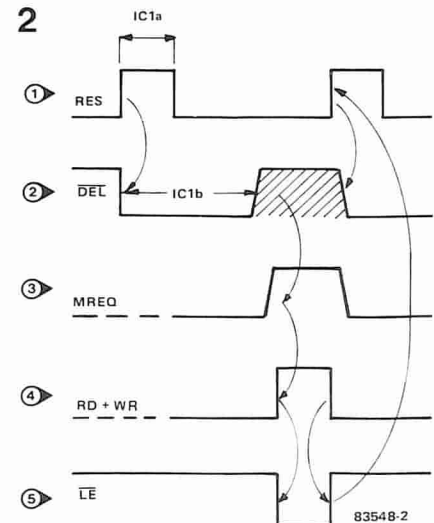 2
IC1a
1 RES
2 DEL IC1b
3 MREQ
4 RD + WR
5 LE
83548-2